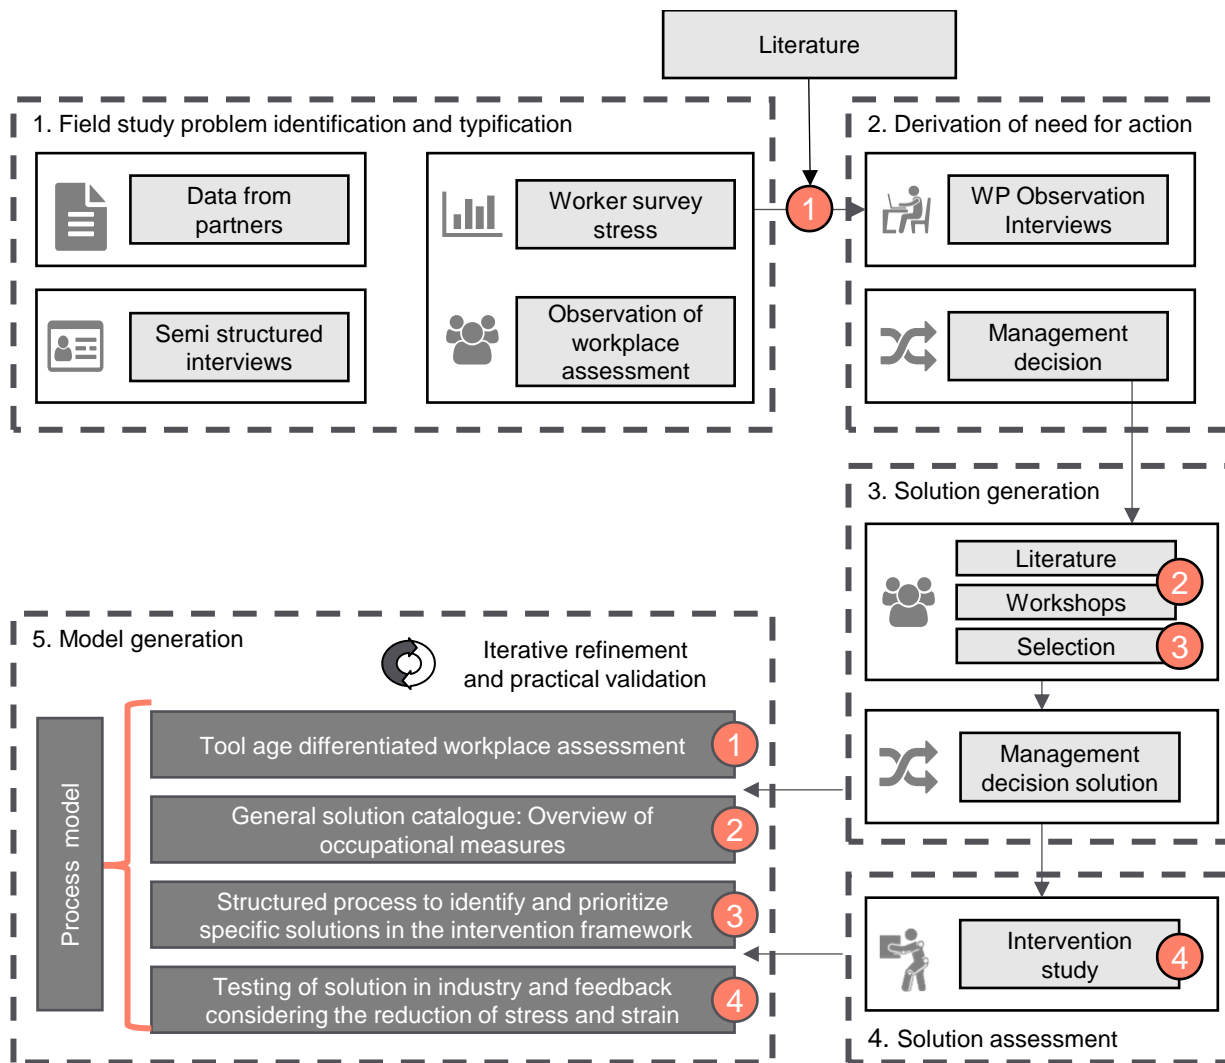 Literature
1. Field study problem identification and typification
Data from
partners
Semi structured
interviews
Worker survey
stress
Observation of
workplace
assessment
1
2. Derivation of need for action
WP Observation
Interviews
Management
decision
3. Solution generation
Literature
Workshops
2
Selection
3
Management
decision solution
Intervention
study
4
4. Solution assessment
5. Model generation
Iterative refinement
and practical validation
Process model
Tool age differentiated workplace assessment
1
General solution catalogue: Overview of
occupational measures
2
Structured process to identify and prioritize
specific solutions in the intervention framework
3
Testing of solution in industry and feedback
considering the reduction of stress and strain
4